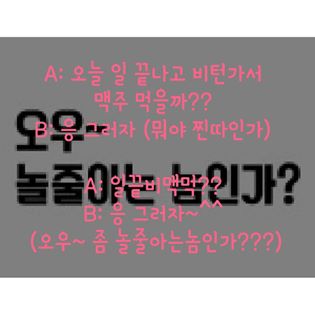 A: 오늘 일 끝나고 비턴가서
맥주 먹을까??
B: 응 그러자 (뭐야 찐따인가)
오우~
놀줄아는 놈인가?
A: 일끝비맥먹??
B: 응 그러자~^^
(오우~ 좀 놀줄아는놈인가???)